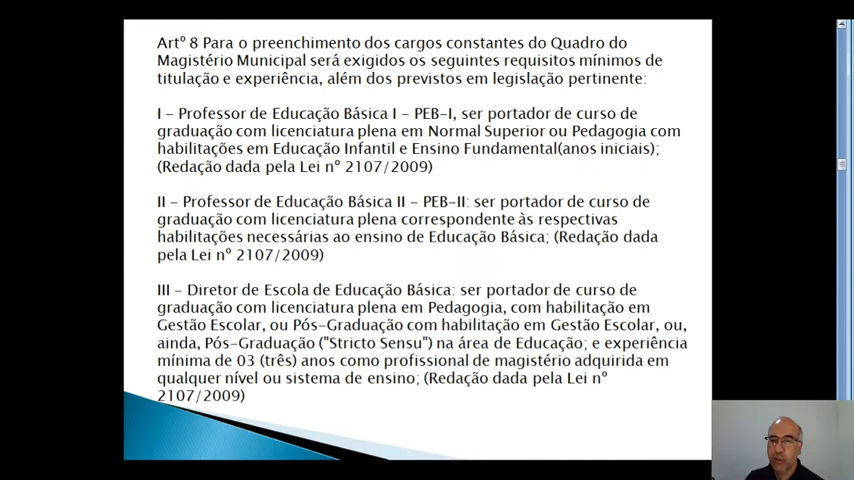 Artº 8 Para o preenchimento dos cargos constantes do Quadro do
Magistério Municipal será exigidos os seguintes requisitos mínimos de
titulação e experiência, além dos previstos em legislação pertinente:
I – Professor de Educação Básica I – PEB-I, ser portador de curso de
graduação com licenciatura plena em Normal Superior ou Pedagogia com
habilitações em Educação Infantil e Ensino Fundamental(anos iniciais);
(Redação dada pela Lei nº 2107/2009)
II – Professor de Educação Básica II – PEB-II: ser portador de curso de
graduação com licenciatura plena correspondente às respectivas
habilitações necessárias ao ensino de Educação Básica; (Redação dada
pela Lei nº 2107/2009)
III – Diretor de Escola de Educação Básica: ser portador de curso de
graduação com licenciatura plena em Pedagogia, com habilitação em
Gestão Escolar, ou Pós-Graduação com habilitação em Gestão Escolar, ou,
ainda, Pós-Graduação ("Stricto Sensu") na área de Educação; e experiência
mínima de 03 (três) anos como profissional de magistério adquirida em
qualquer nível ou sistema de ensino; (Redação dada pela Lei nº
2107/2009)